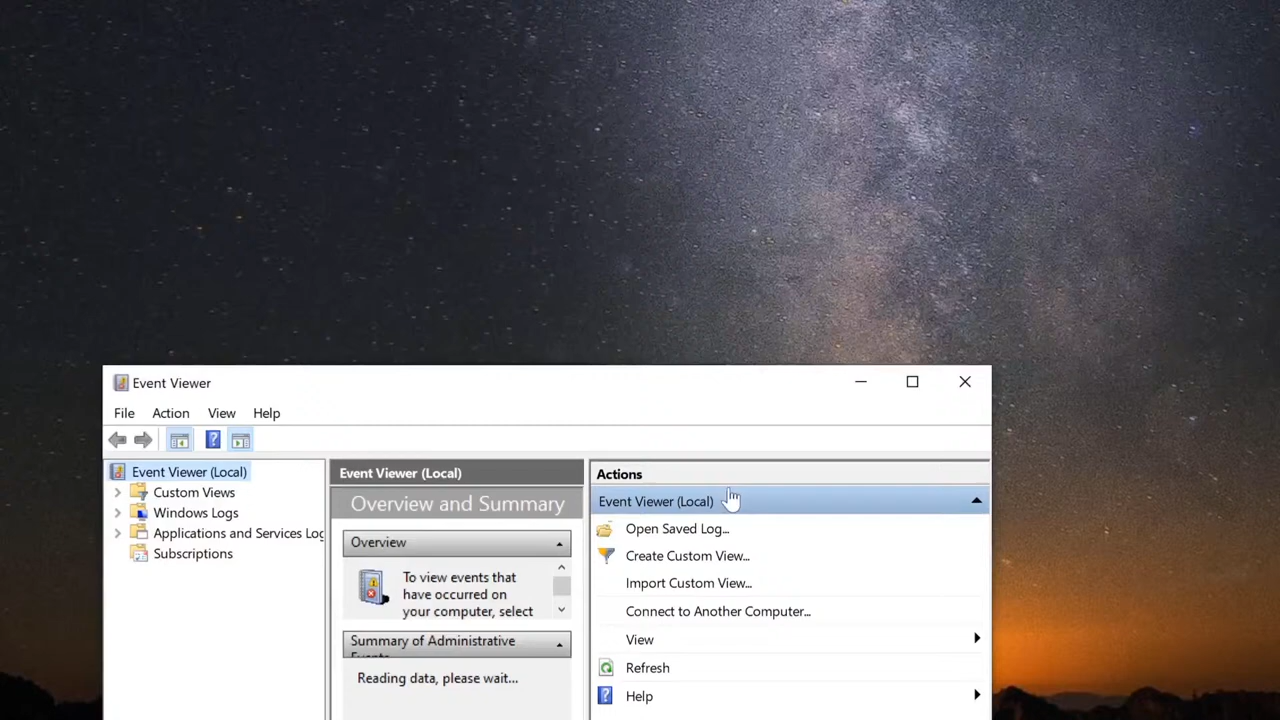 Event Viewer
File Action View Help
Event Viewer (Local)
Custom Views
Windows Logs
Applications and Services Log
Subscriptions
Event Viewer (Local)
Overview and Summary
Overview
To view events that
have occurred on
your computer, select
Summary of Administrative
Events
Reading data, please wait...
Actions
Event Viewer (Local)
Open Saved Log...
Create Custom View...
Import Custom View...
Connect to Another Computer...
View
Refresh
Help